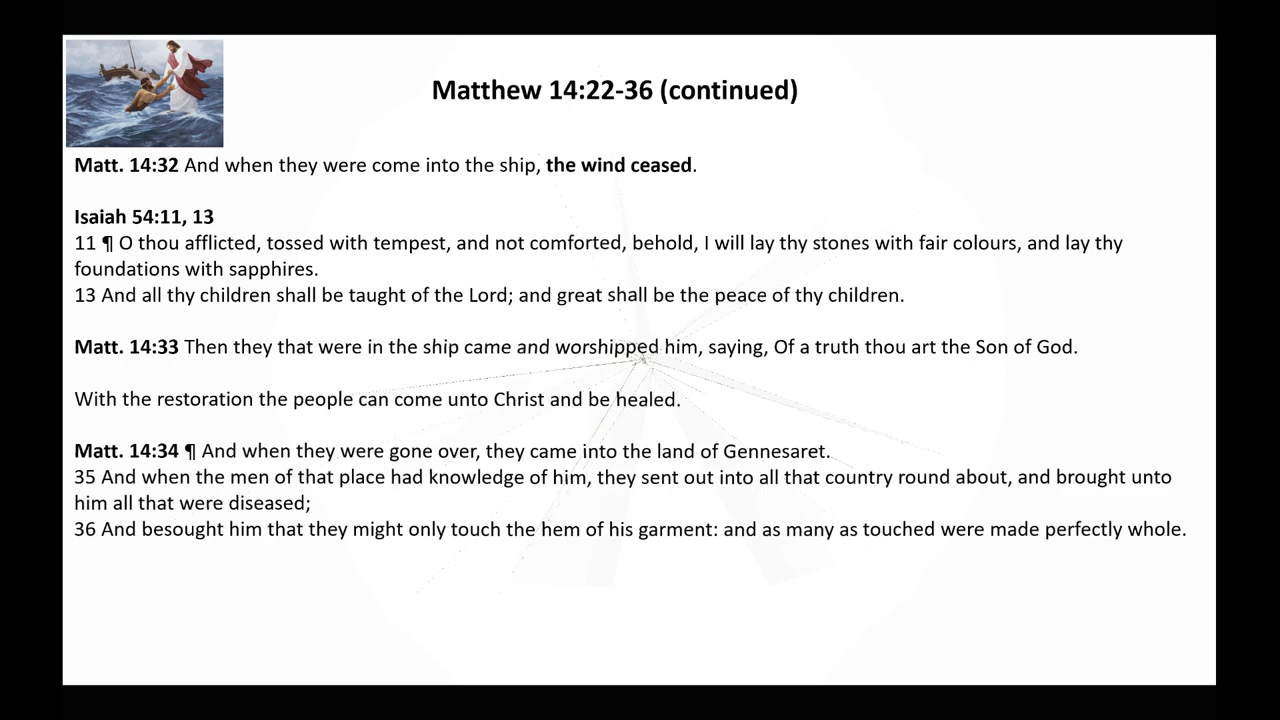 Matthew 14:22-36 (continued)
Matt. 14:32 And when they were come into the ship, the wind ceased.
Isaiah 54:11, 13
11 ¶ O thou afflicted, tossed with tempest, and not comforted, behold, I will lay thy stones with fair colours, and lay thy
foundations with sapphires.
13 And all thy children shall be taught of the Lord; and great shall be the peace of thy children.
Matt. 14:33 Then they that were in the ship came and worshipped him, saying, Of a truth thou art the Son of God.
With the restoration the people can come unto Christ and be healed.
Matt. 14:34 ¶ And when they were gone over, they came into the land of Gennesaret.
35 And when the men of that place had knowledge of him, they sent out into all that country round about, and brought unto
him all that were diseased;
36 And besought him that they might only touch the hem of his garment: and as many as touched were made perfectly whole.